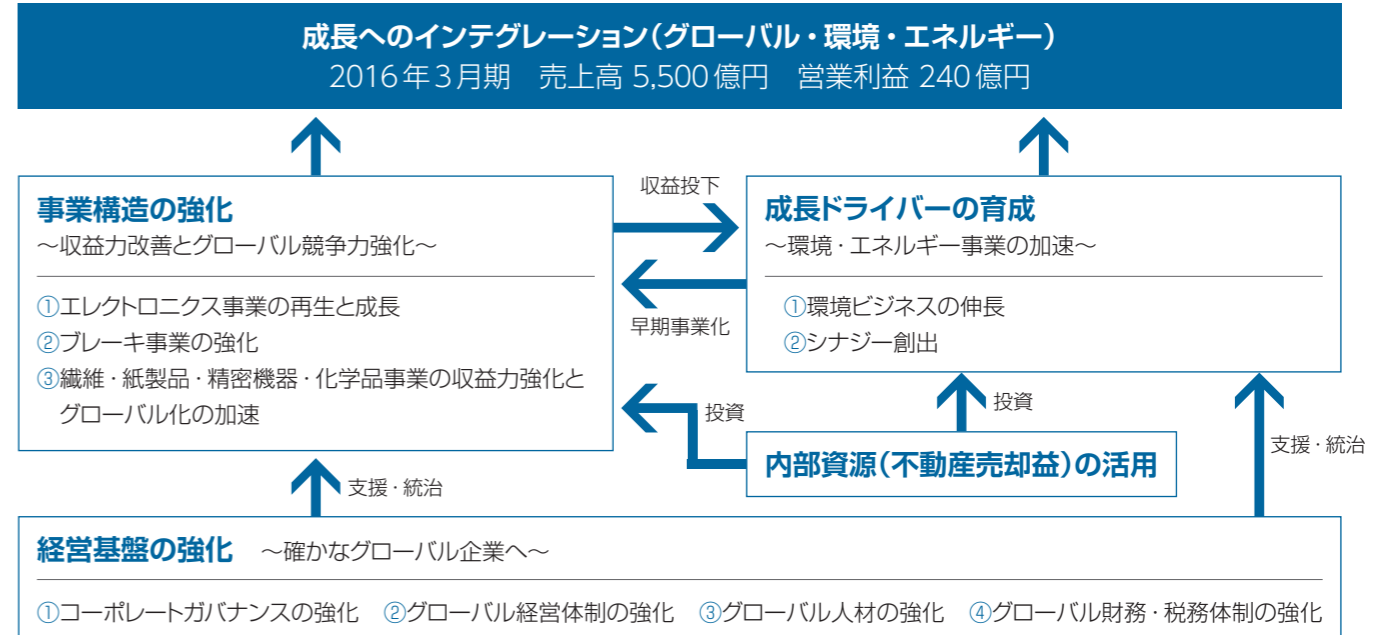 成長へのインテグレーション（グローバル・環境・エネルギー）
2016年3月期　売上高 5,500億円　営業利益 240億円
事業構造の強化
～収益力改善とグローバル競争力強化～
①エレクトロニクス事業の再生と成長
②ブレーキ事業の強化
③繊維・紙製品・精密機器・化学品事業の収益力強化と
グローバル化の加速
収益投下
早期事業化
成長ドライバーの育成
～環境・エネルギー事業の加速～
①環境ビジネスの伸長
②シナジー創出
投資
投資
内部資源（不動産売却益）の活用
支援・統治
支援・統治
経営基盤の強化　～確かなグローバル企業へ～
①コーポレートガバナンスの強化　②グローバル経営体制の強化　③グローバル人材の強化　④グローバル財務・税務体制の強化